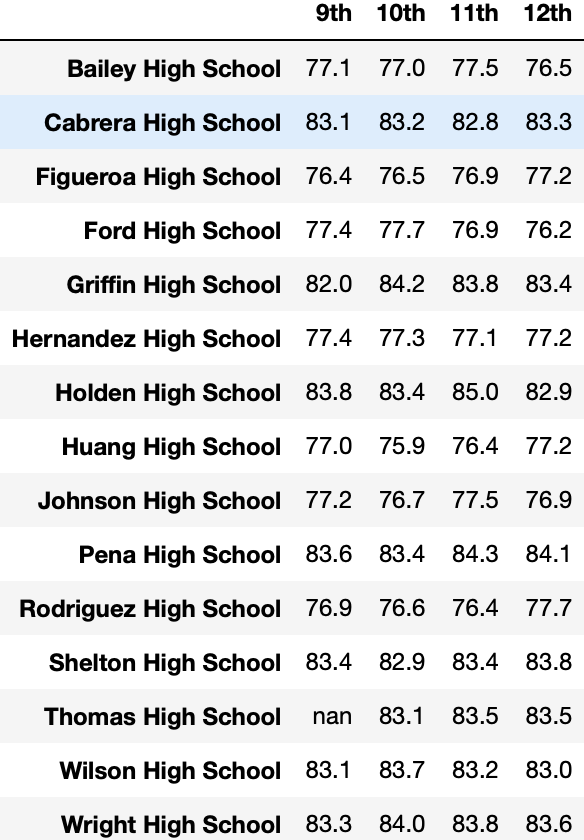 9th 10th 11th 12th
Bailey High School 77.1 77.0 77.5 76.5
Cabrera High School 83.1 83.2 82.8 83.3
Figueroa High School 76.4 76.5 76.9 77.2
Ford High School 77.4 77.7 76.9 76.2
Griffin High School 82.0 84.2 83.8 83.4
Hernandez High School 77.4 77.3 77.1 77.2
Holden High School 83.8 83.4 85.0 82.9
Huang High School 77.0 75.9 76.4 77.2
Johnson High School 77.2 76.7 77.5 76.9
Pena High School 83.6 83.4 84.3 84.1
Rodriguez High School 76.9 76.6 76.4 77.7
Shelton High School 83.4 82.9 83.4 83.8
Thomas High School nan 83.1 83.5 83.5
Wilson High School 83.1 83.7 83.2 83.0
Wright High School 83.3 84.0 83.8 83.6